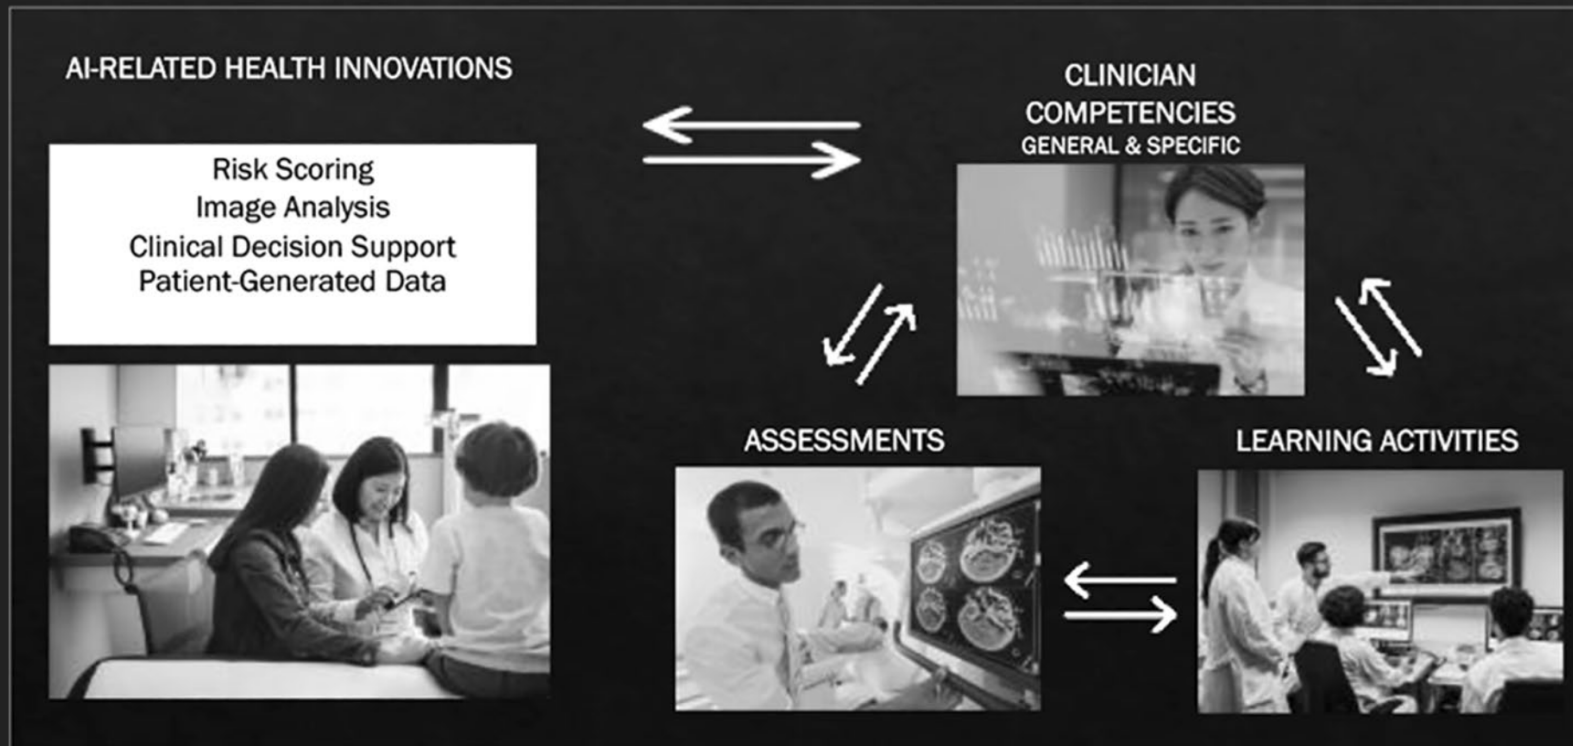 AI-RELATED HEALTH INNOVATIONS
Risk Scoring
Image Analysis
Clinical Decision Support
Patient-Generated Data
CLINICIAN
COMPETENCIES
GENERAL & SPECIFIC
ASSESSMENTS
LEARNING ACTIVITIES